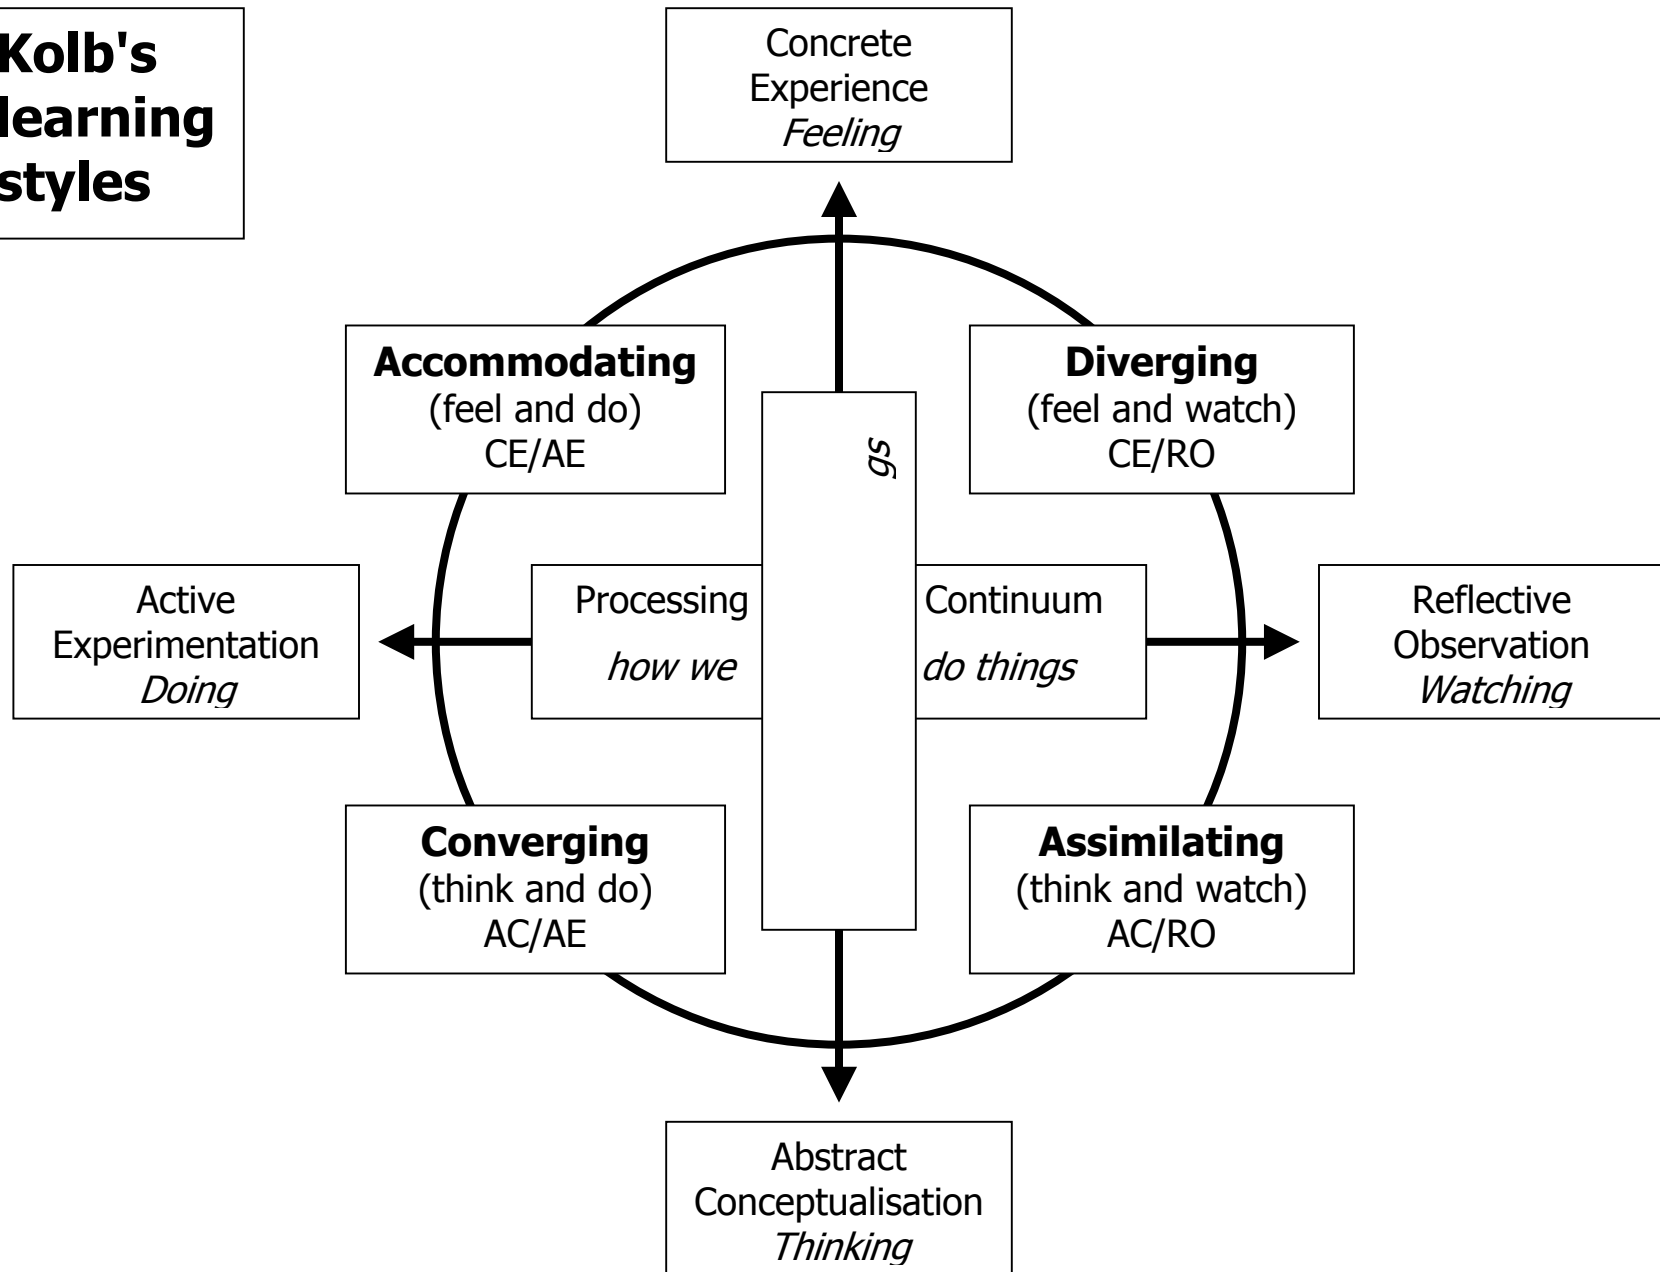 Kolb's
learning
styles
Concrete
Experience
Feeling
Accommodating
(feel and do)
CE/AE
Diverging
(feel and watch)
CE/RO
gs
Active
Experimentation
Doing
Processing Continuum
how we do things
Reflective
Observation
Watching
Converging
(think and do)
AC/AE
Assimilating
(think and watch)
AC/RO
Abstract
Conceptualisation
Thinking